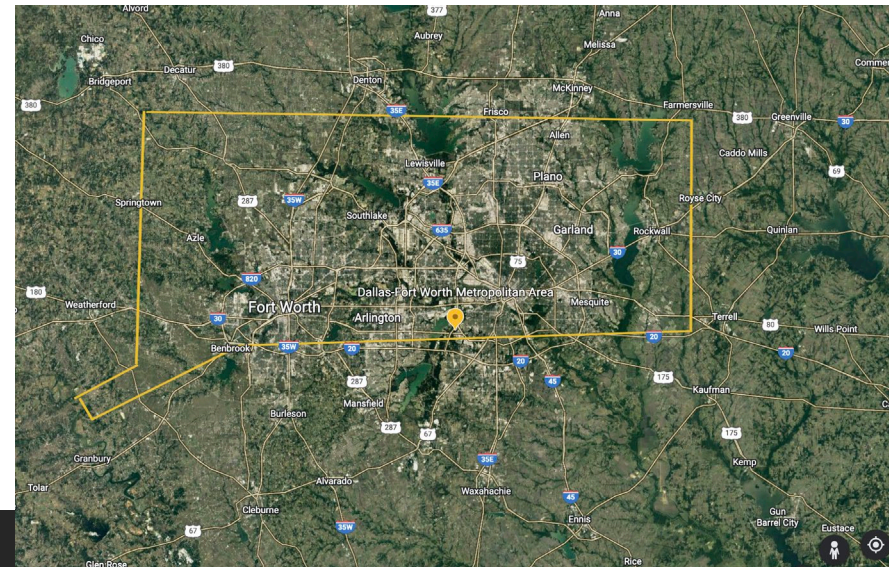 Alvord
377
Anna
Chico
Aubrey
Melissa
Decatur
380
Commer
Bridgeport
Denton
McKinney
380
35E
Frisco
Farmersville
380
Greenville
30
Allen
Caddo Mills
Lewisville
35E
Plano
69
Springtown
287
35W
Royse City
Southlake
635
Garland
Rockwall
Quinlan
Azle
75
30
820
180
Dallas-Fort Worth Metropolitan Area
Weatherford
Fort Worth
Mesquite
30
Arlington
Terrell
80
Wills Point
Benbrook
35W
20
20
20
20
287
45
175
Kaufman
C
Mansfield
Burleson
287
67
175
Granbury
35E
Kemp
Tolar
Alvarado
Waxahachie
45
Cleburne
Gun
Barrel City
67
35W
Ennis
Eustace
Glen Rose
Rice